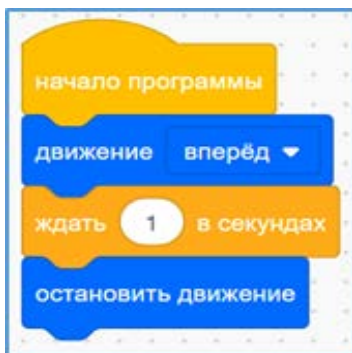 начало программы
движение вперёд
ждать 1 в секундах
остановить движение